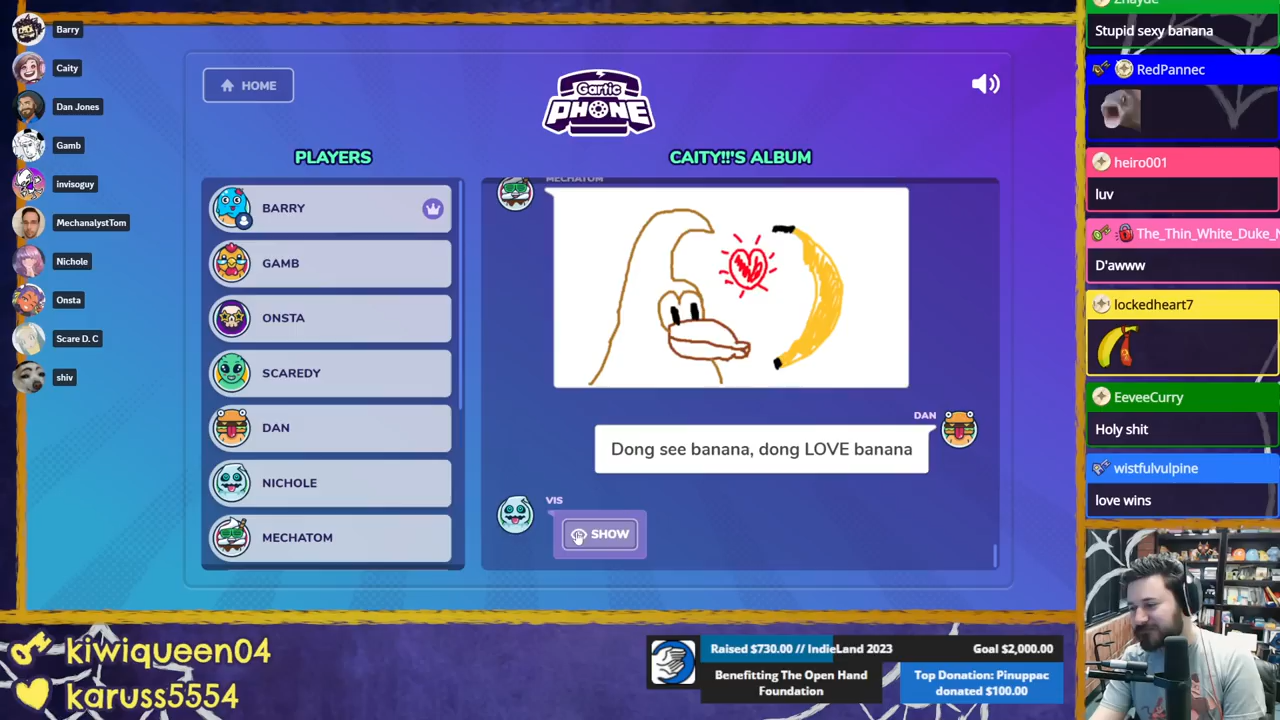 Barry
Caity
Dan Jones
Gamb
invisoguy
MechanalystTom
Nichole
Onsta
Scare D. C
shiv
HOME
Gartic
PHONE
PLAYERS
BARRY
GAMB
ONSTA
SCAREDY
DAN
NICHOLE
MECHATOM
CAITY!!'S ALBUM
MECHATOM
DAN
Dong see banana, dong LOVE banana
VIS
SHOW
Zhayde
Stupid sexy banana
RedPannec
heiro001
luv
The_Thin_White_Duke_
D'awww
lockedheart7
EeveeCurry
Holy shit
wistfulvulpine
love wins
kiwiqueen04
karuss5554
Raised $730.00 // IndieLand 2023
Goal $2,000.00
Benefitting The Open Hand
Foundation
Top Donation: Pinuppac
donated $100.00